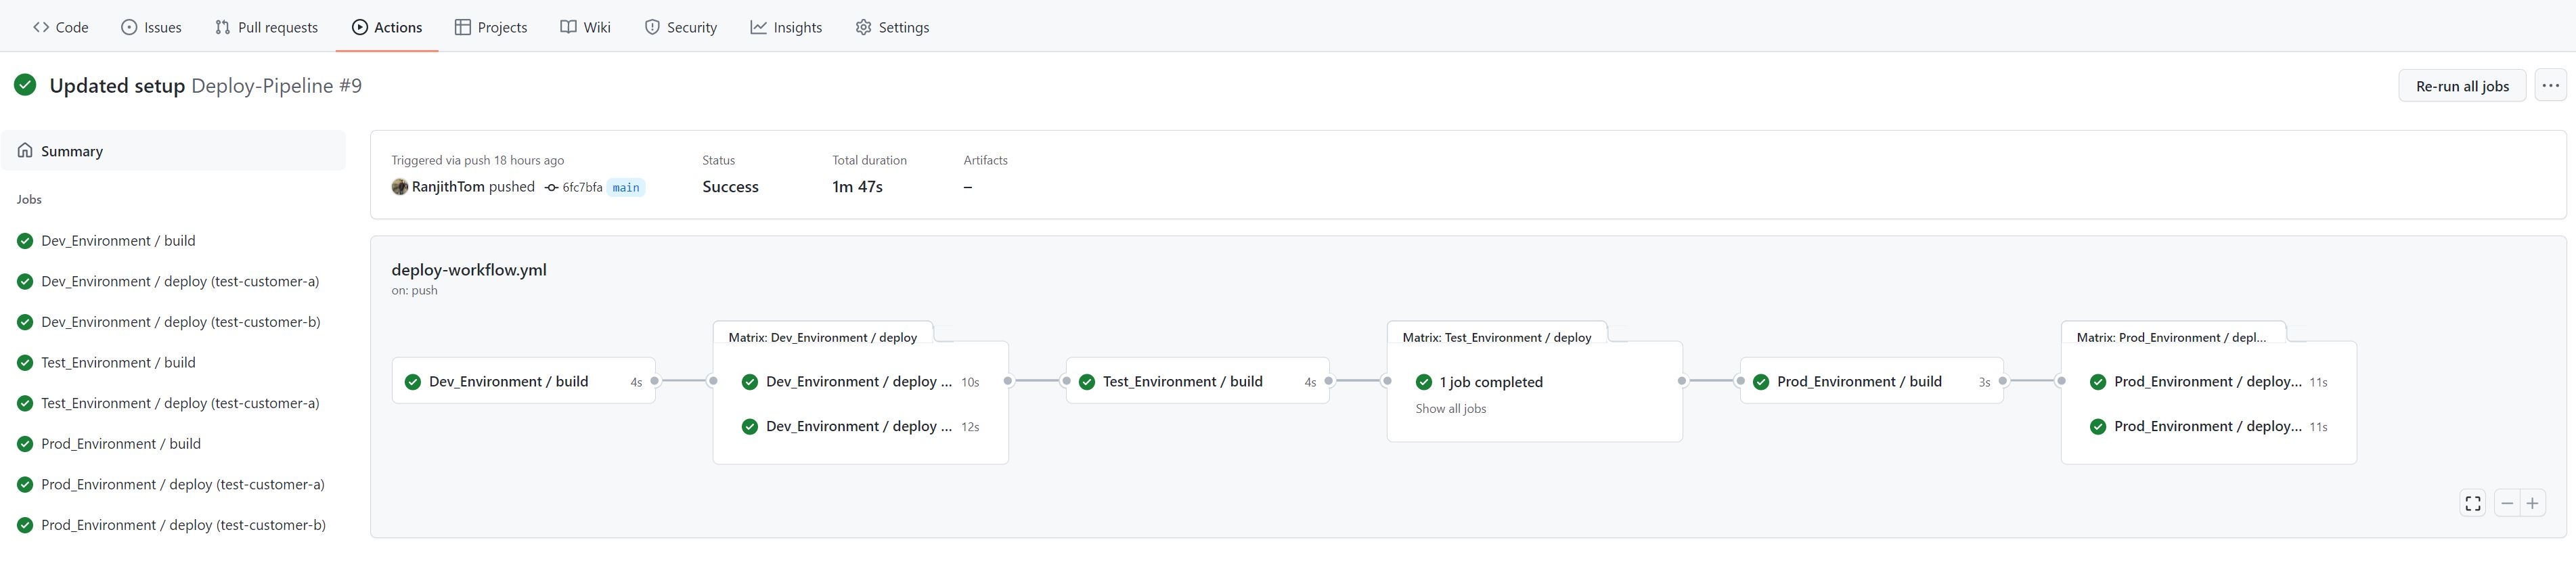 Code Issues Pull requests Actions Projects Wiki Security Insights Settings
Updated setup Deploy-Pipeline #9
Re-run all jobs
Summary
Jobs
Dev_Environment / build
Dev_Environment / deploy (test-customer-a)
Dev_Environment / deploy (test-customer-b)
Test_Environment / build
Test_Environment / deploy (test-customer-a)
Prod_Environment / build
Prod_Environment / deploy (test-customer-a)
Prod_Environment / deploy (test-customer-b)
Triggered via push 18 hours ago
RanjithTom pushed 6fc7bfa main
Status
Success
Total duration
1m 47s
Artifacts
–
deploy-workflow.yml
on: push
Dev_Environment / build 4s
Matrix: Dev_Environment / deploy
Dev_Environment / deploy ... 10s
Dev_Environment / deploy ... 12s
Test_Environment / build 4s
Matrix: Test_Environment / deploy
1 job completed
Show all jobs
Prod_Environment / build 3s
Matrix: Prod_Environment / depl...
Prod_Environment / deploy... 11s
Prod_Environment / deploy... 11s